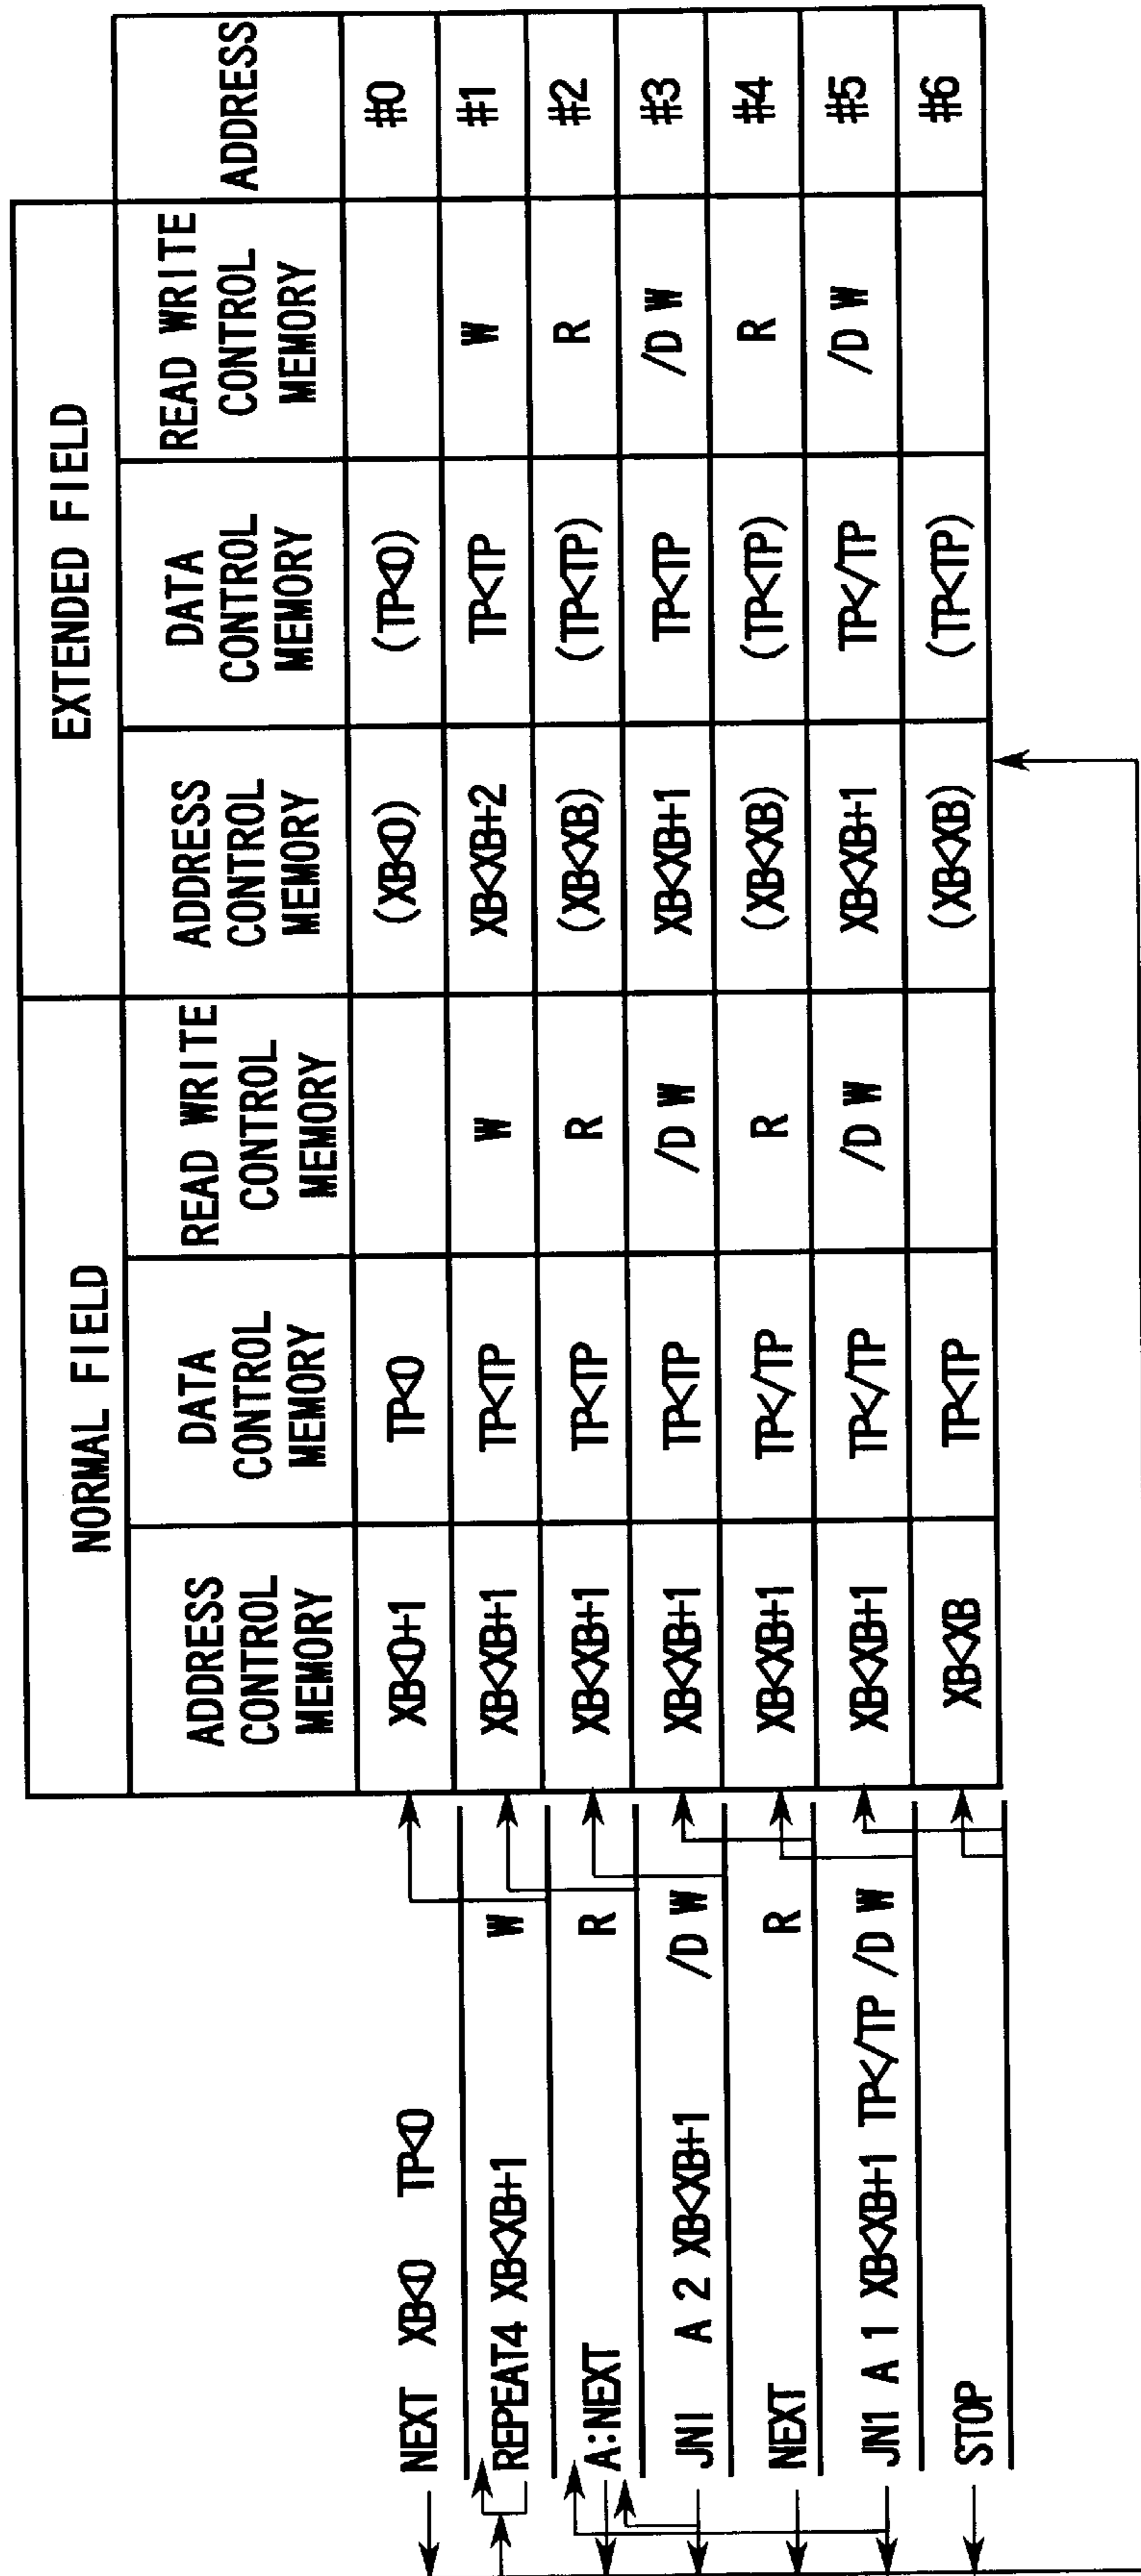 NORMAL FIELD
EXTENDED FIELD
ADDRESS CONTROL MEMORY
DATA CONTROL MEMORY
READ WRITE CONTROL MEMORY
ADDRESS CONTROL MEMORY
DATA CONTROL MEMORY
READ WRITE CONTROL MEMORY
ADDRESS
NEXT XB<0 TP<0
XB<0+1 TP<0 (XB<0) (TP<0) #0
REPEAT4 XB<XB+1 W
XB<XB+1 TP<TP W XB<XB+2 TP<TP W #1
A:NEXT R
XB<XB+1 TP<TP R (XB<XB) (TP<TP) R #2
JNI A 2 XB<XB+1 /D W
XB<XB+1 TP<TP /D W XB<XB+1 TP<TP /D W #3
NEXT R
XB<XB+1 TP</TP R (XB<XB) (TP<TP) R #4
JN1 A 1 XB<XB+1 TP</TP /D W
XB<XB+1 TP</TP /D W XB<XB+1 TP</TP /D W #5
STOP
XB<XB TP<TP (XB<XB) (TP<TP) #6